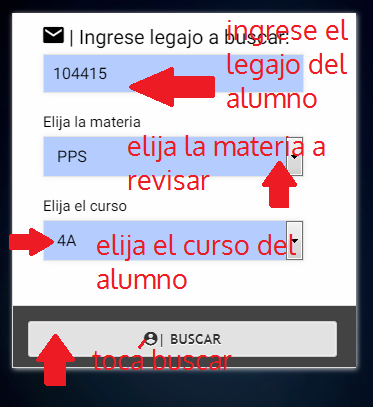 | Ingrese legajo a buscar:
ingrese el
legajo del
alumno
104415
Elija la materia
PPS
elija la materia a
revisar
Elija el curso
4A
elija el curso del
alumno
| BUSCAR
toca buscar